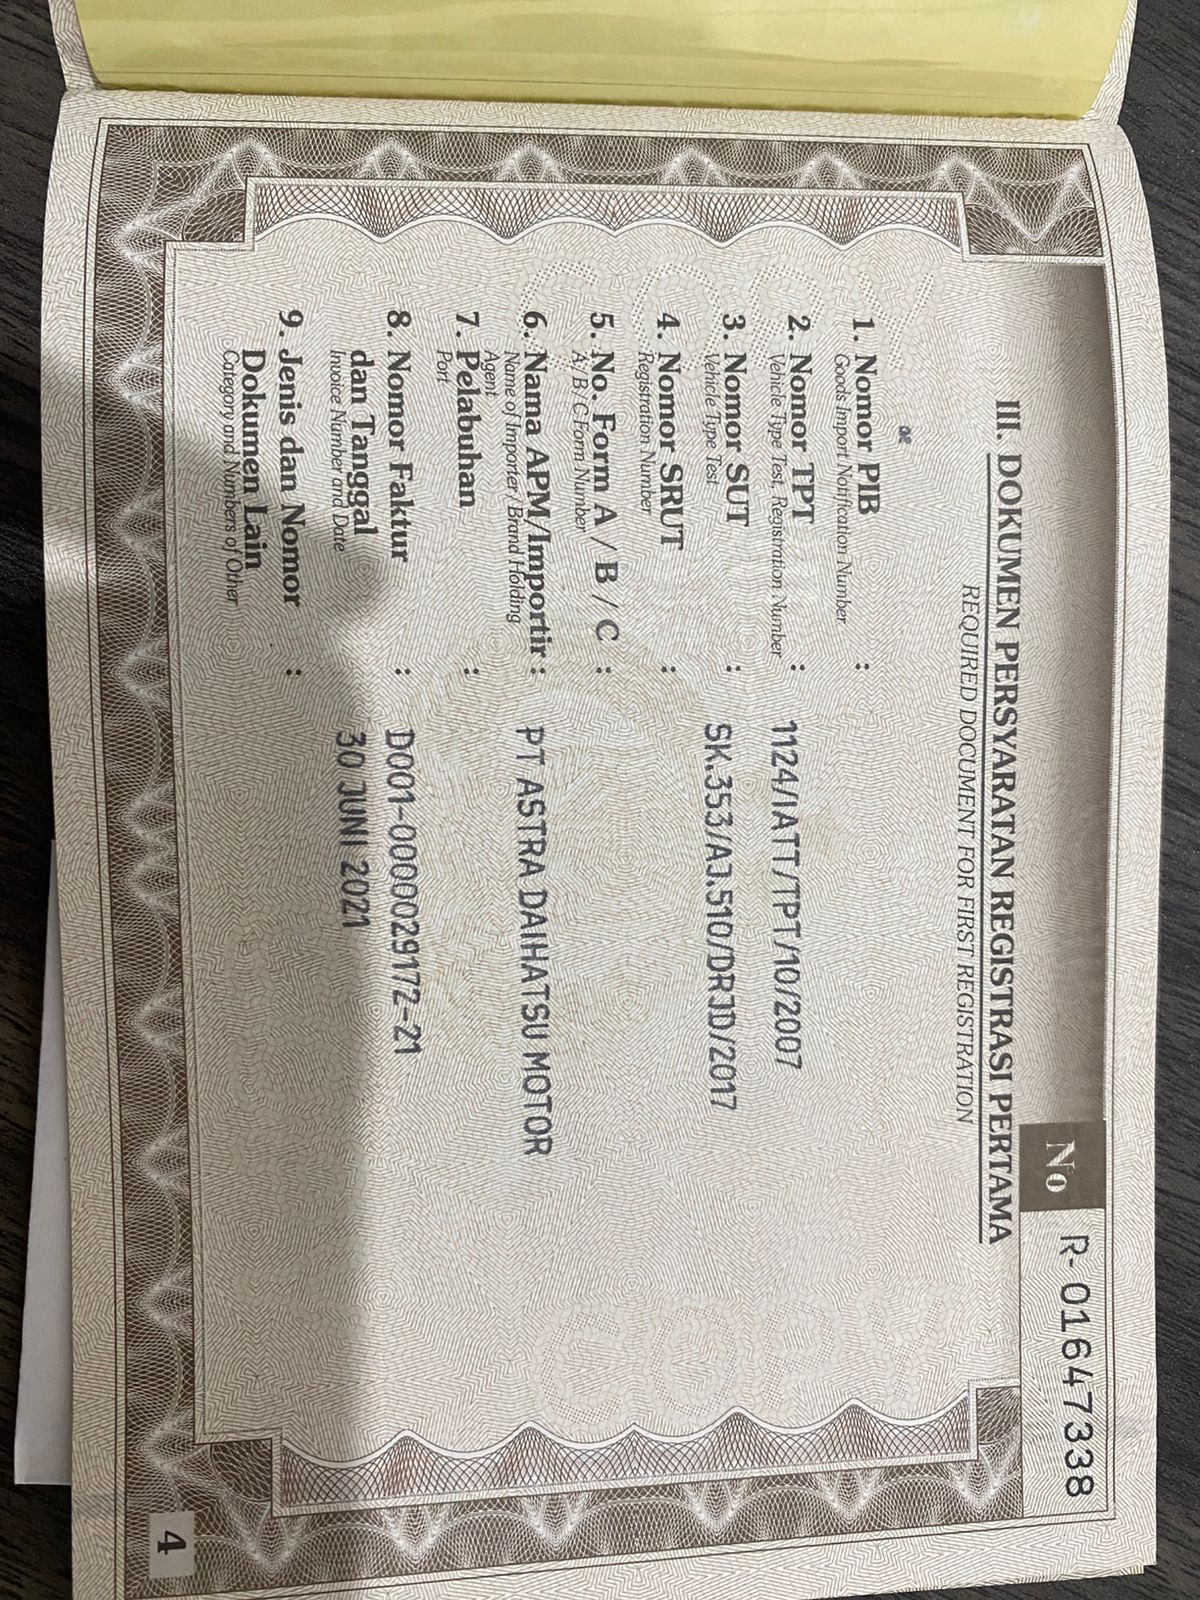 No R-01647338
III. DOKUMEN PERSYARATAN REGISTRASI PERTAMA
REQUIRED DOCUMENT FOR FIRST REGISTRATION
1. Nomor PIB :
Goods Import Notification Number
2. Nomor TPT : 1124/IATT/TPT/10/2007
Vehicle Type Test Registration Number
3. Nomor SUT : SK.353/AJ.510/DRJD/2017
Vehicle Type Test
4. Nomor SRUT :
Registration Number
5. No. Form A / B / C :
A / B / C Form Number
6. Nama APM/Importir : PT ASTRA DAIHATSU MOTOR
Name of Importer / Brand Holding
Agent
7. Pelabuhan :
Port
8. Nomor Faktur : D001-0000029172-21
dan Tanggal 30 JUNI 2021
Invoice Number and Date
9. Jenis dan Nomor :
Dokumen Lain
Category and Numbers of Other
4